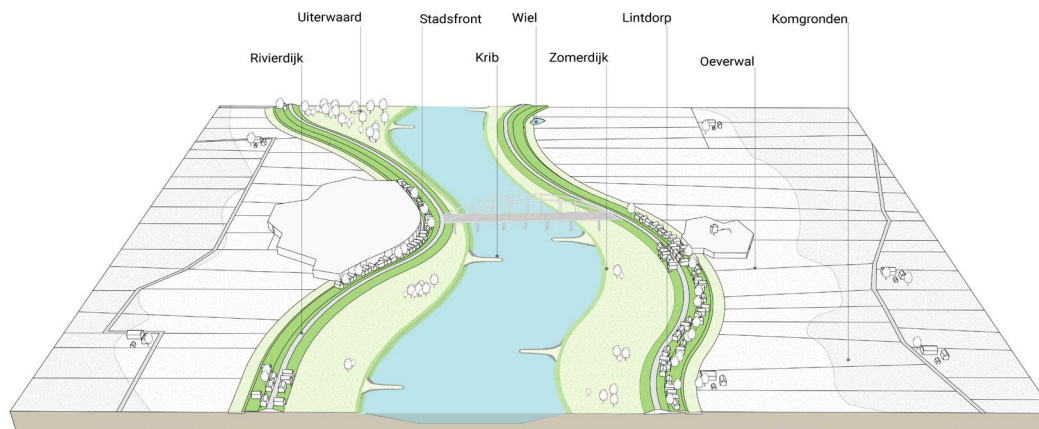 Uiterwaard
Stadsfront
Wiel
Lintdorp
Komgronden
Rivierdijk
Krib
Zomerdijk
Oeverwal